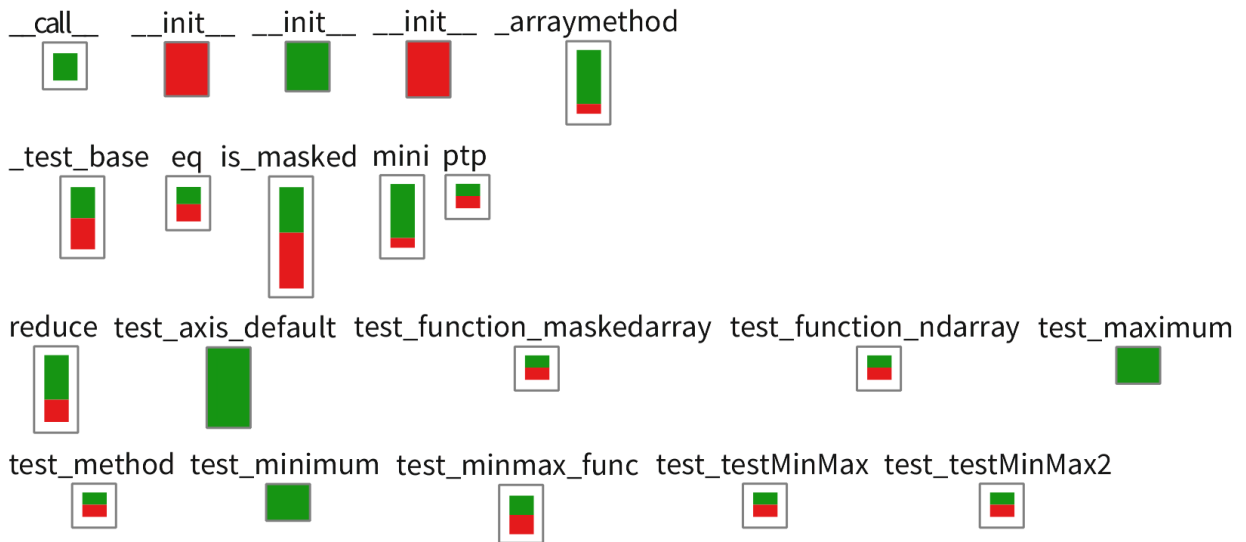 __call__ __init__ __init__ __init__ _arraymethod
_test_base eq is_masked mini ptp
reduce test_axis_default test_function_maskedarray test_function_ndarray test_maximum
test_method test_minimum test_minmax_func test_testMinMax test_testMinMax2